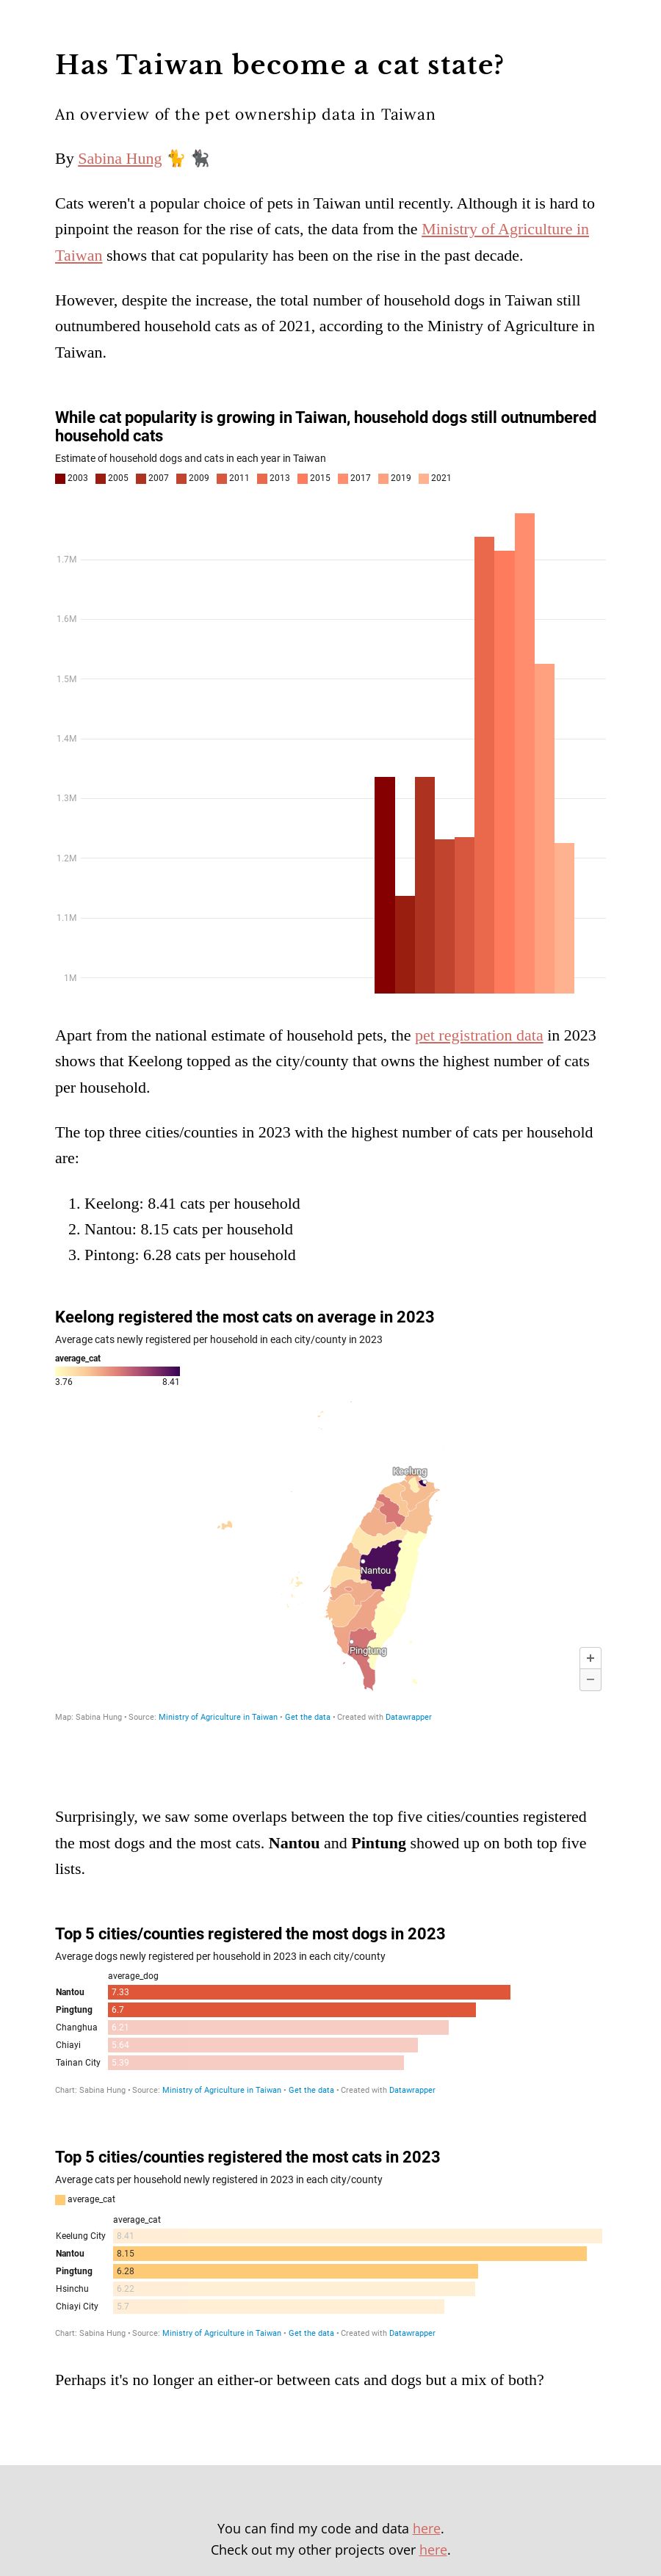 Has Taiwan become a cat state?
An overview of the pet ownership data in Taiwan
By Sabina Hung 🐈 🐈‍⬛
Cats weren't a popular choice of pets in Taiwan until recently. Although it is hard to
pinpoint the reason for the rise of cats, the data from the Ministry of Agriculture in
Taiwan shows that cat popularity has been on the rise in the past decade.
However, despite the increase, the total number of household dogs in Taiwan still
outnumbered household cats as of 2021, according to the Ministry of Agriculture in
Taiwan.
While cat popularity is growing in Taiwan, household dogs still outnumbered
household cats
Estimate of household dogs and cats in each year in Taiwan
2003 2005 2007 2009 2011 2013 2015 2017 2019 2021
1.7M
1.6M
1.5M
1.4M
1.3M
1.2M
1.1M
1M
Apart from the national estimate of household pets, the pet registration data in 2023
shows that Keelong topped as the city/county that owns the highest number of cats
per household.
The top three cities/counties in 2023 with the highest number of cats per household
are:
1. Keelong: 8.41 cats per household
2. Nantou: 8.15 cats per household
3. Pintong: 6.28 cats per household
Keelong registered the most cats on average in 2023
Average cats newly registered per household in each city/county in 2023
average_cat
3.76 8.41
Keelung
Nantou
Pingtung
+
−
Map: Sabina Hung • Source: Ministry of Agriculture in Taiwan • Get the data • Created with Datawrapper
Surprisingly, we saw some overlaps between the top five cities/counties registered
the most dogs and the most cats. Nantou and Pintung showed up on both top five
lists.
Top 5 cities/counties registered the most dogs in 2023
Average dogs newly registered per household in 2023 in each city/county
average_dog
Nantou 7.33
Pingtung 6.7
Changhua 6.21
Chiayi 5.64
Tainan City 5.39
Chart: Sabina Hung • Source: Ministry of Agriculture in Taiwan • Get the data • Created with Datawrapper
Top 5 cities/counties registered the most cats in 2023
Average cats per household newly registered in 2023 in each city/county
average_cat
average_cat
Keelung City 8.41
Nantou 8.15
Pingtung 6.28
Hsinchu 6.22
Chiayi City 5.7
Chart: Sabina Hung • Source: Ministry of Agriculture in Taiwan • Get the data • Created with Datawrapper
Perhaps it's no longer an either-or between cats and dogs but a mix of both?
You can find my code and data here.
Check out my other projects over here.